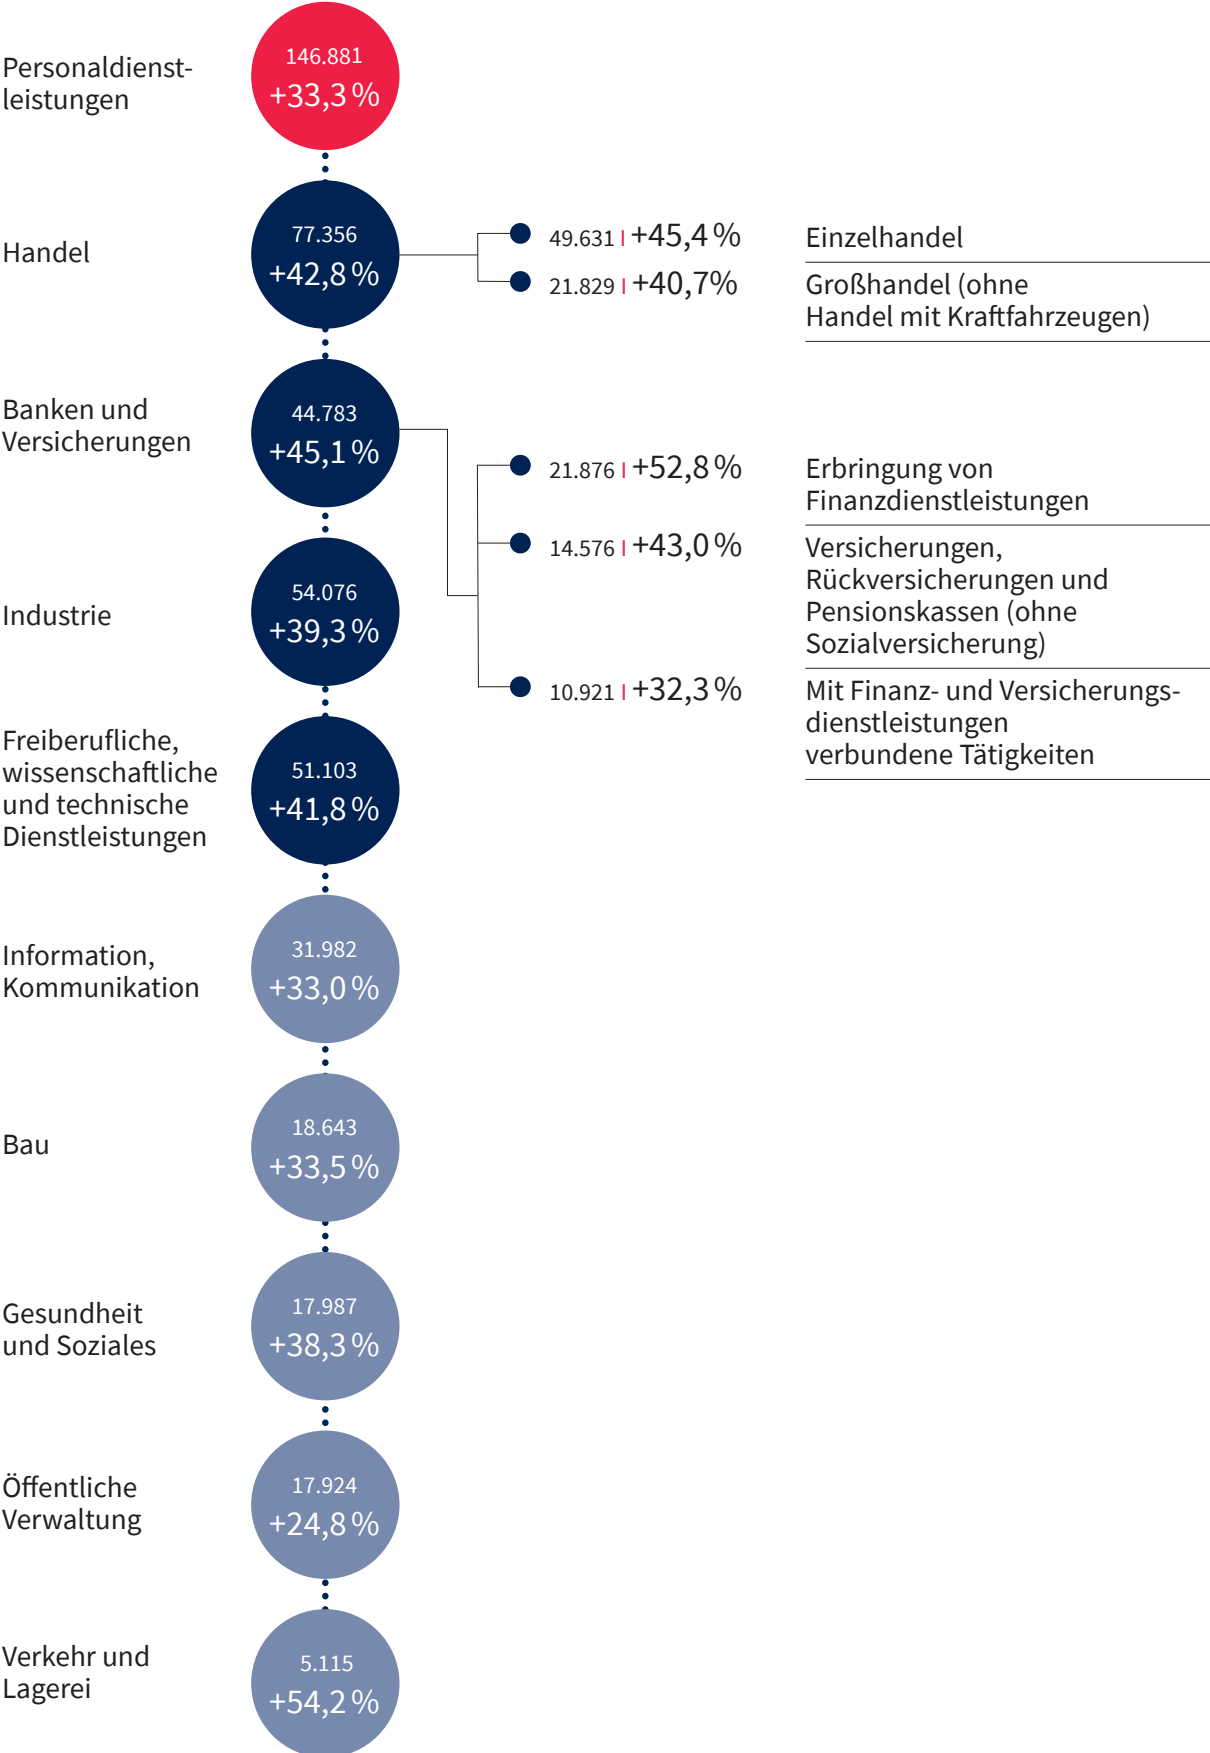 Personaldienst-
leistungen
146.881
+33,3 %
Handel
77.356
+42,8 %
49.631 | +45,4 %
Einzelhandel
21.829 | +40,7%
Großhandel (ohne
Handel mit Kraftfahrzeugen)
Banken und
Versicherungen
44.783
+45,1 %
21.876 | +52,8 %
Erbringung von
Finanzdienstleistungen
14.576 | +43,0 %
Versicherungen,
Rückversicherungen und
Pensionskassen (ohne
Sozialversicherung)
10.921 | +32,3 %
Mit Finanz- und Versicherungs-
dienstleistungen
verbundene Tätigkeiten
Industrie
54.076
+39,3 %
Freiberufliche,
wissenschaftliche
und technische
Dienstleistungen
51.103
+41,8 %
Information,
Kommunikation
31.982
+33,0 %
Bau
18.643
+33,5 %
Gesundheit
und Soziales
17.987
+38,3 %
Öffentliche
Verwaltung
17.924
+24,8 %
Verkehr und
Lagerei
5.115
+54,2 %